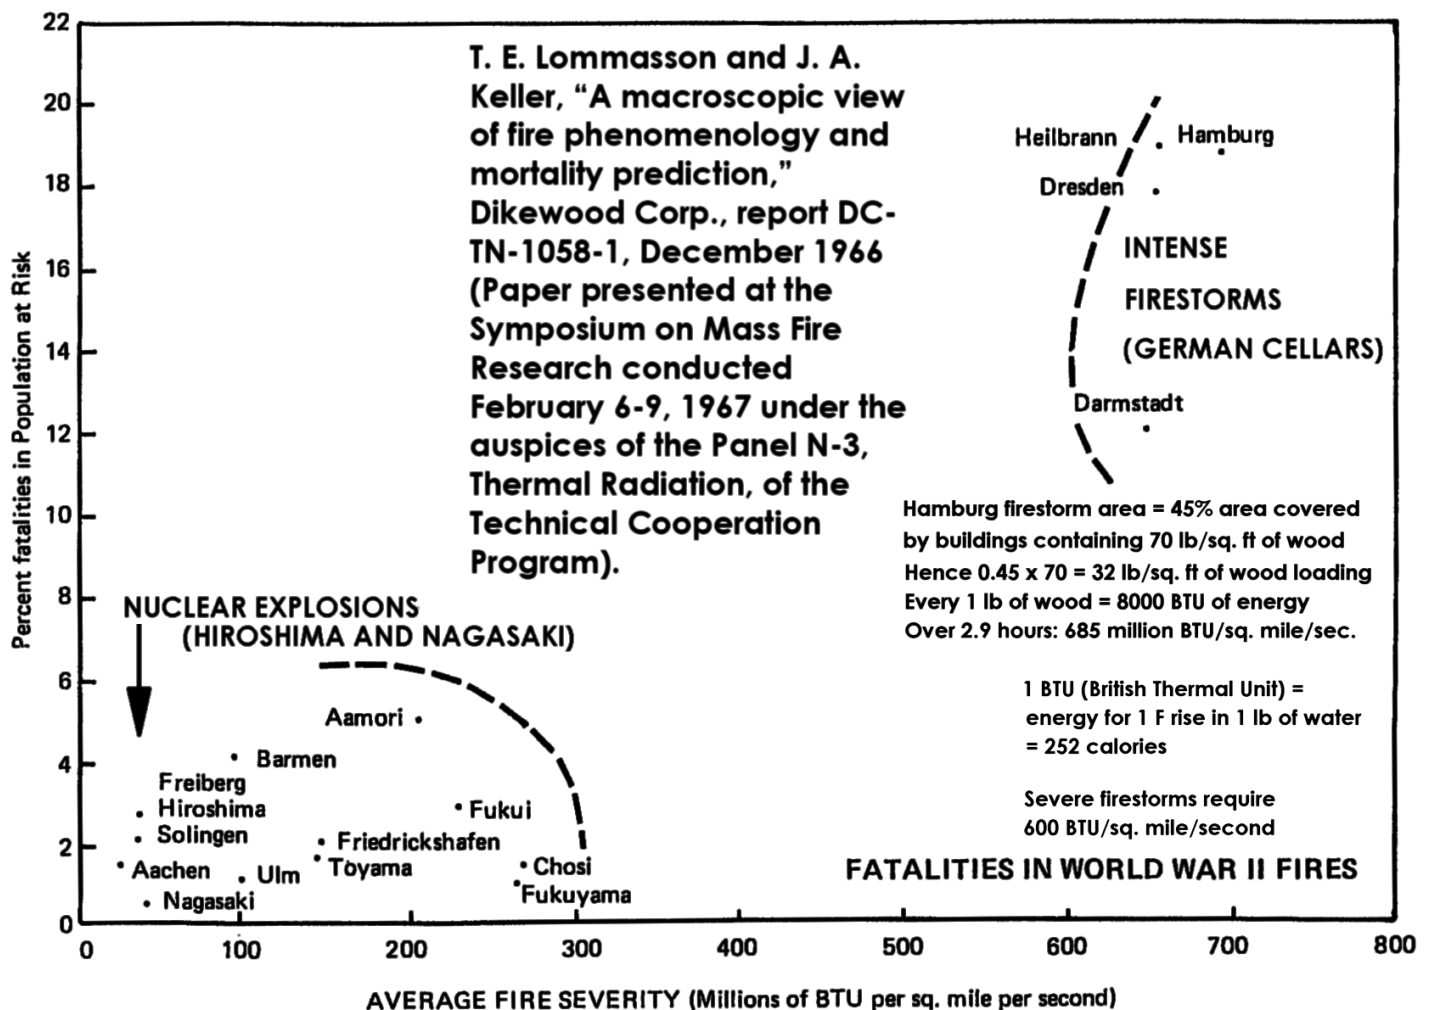 22
20
18
16
14
12
10
8
6
4
2
0
Percent fatalities in Population at Risk
T. E. Lommasson and J. A.
Keller, “A macroscopic view
of fire phenomenology and
mortality prediction,”
Dikewood Corp., report DC-
TN-1058-1, December 1966
(Paper presented at the
Symposium on Mass Fire
Research conducted
February 6-9, 1967 under the
auspices of the Panel N-3,
Thermal Radiation, of the
Technical Cooperation
Program).
Heilbrann
Hamburg
Dresden
INTENSE
FIRESTORMS
(GERMAN CELLARS)
Darmstadt
Hamburg firestorm area = 45% area covered
by buildings containing 70 lb/sq. ft of wood
Hence 0.45 x 70 = 32 lb/sq. ft of wood loading
Every 1 lb of wood = 8000 BTU of energy
Over 2.9 hours: 685 million BTU/sq. mile/sec.
1 BTU (British Thermal Unit) =
energy for 1 F rise in 1 lb of water
= 252 calories
Severe firestorms require
600 BTU/sq. mile/second
NUCLEAR EXPLOSIONS
(HIROSHIMA AND NAGASAKI)
Aamori
Barmen
Freiberg
Hiroshima
Fukui
Solingen
Friedrickshafen
Aachen
Ulm
Toyama
Chosi
Nagasaki
Fukuyama
FATALITIES IN WORLD WAR II FIRES
0
100
200
300
400
500
600
700
800
AVERAGE FIRE SEVERITY (Millions of BTU per sq. mile per second)